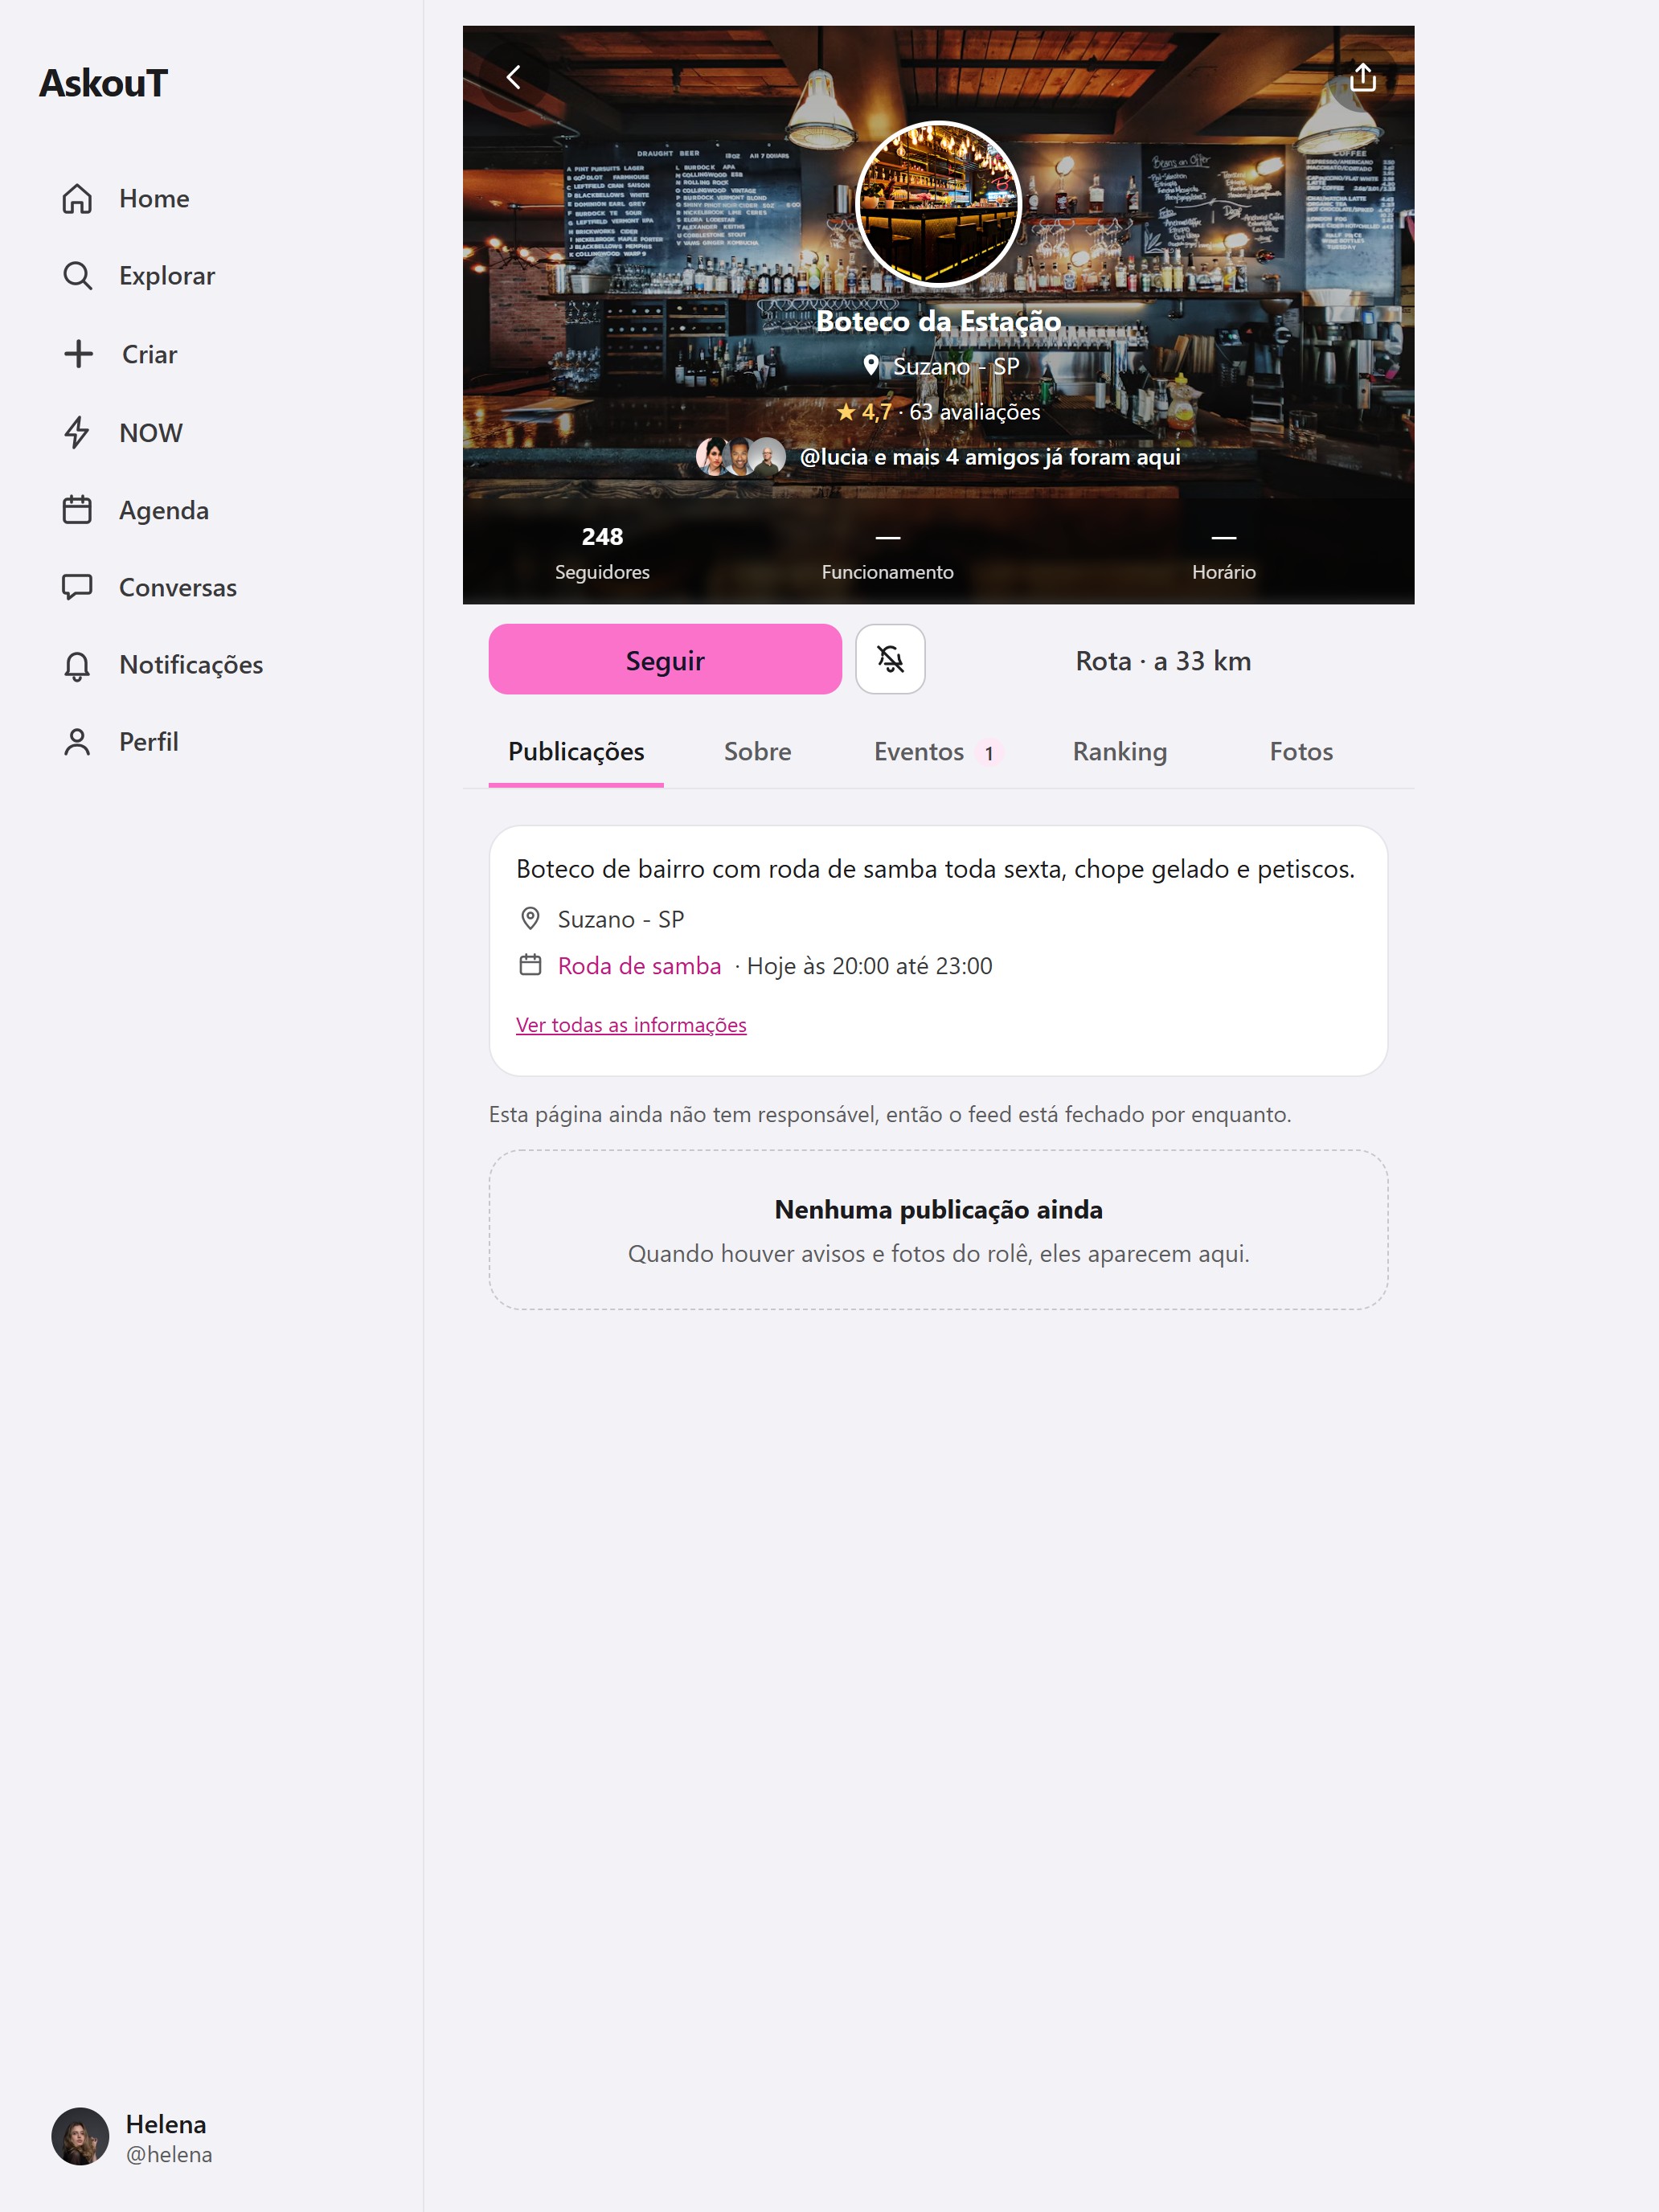 AskouT
Home
Explorar
Criar
NOW
Agenda
Conversas
Notificações
Perfil
Helena
@helena
DRAUGHT BEER
Boteco da Estação
Suzano - SP
★ 4,7 · 63 avaliações
@lucia e mais 4 amigos já foram aqui
248
Seguidores
—
Funcionamento
—
Horário
Seguir
Rota · a 33 km
Publicações
Sobre
Eventos 1
Ranking
Fotos
Boteco de bairro com roda de samba toda sexta, chope gelado e petiscos.
Suzano - SP
Roda de samba · Hoje às 20:00 até 23:00
Ver todas as informações
Esta página ainda não tem responsável, então o feed está fechado por enquanto.
Nenhuma publicação ainda
Quando houver avisos e fotos do rolê, eles aparecem aqui.